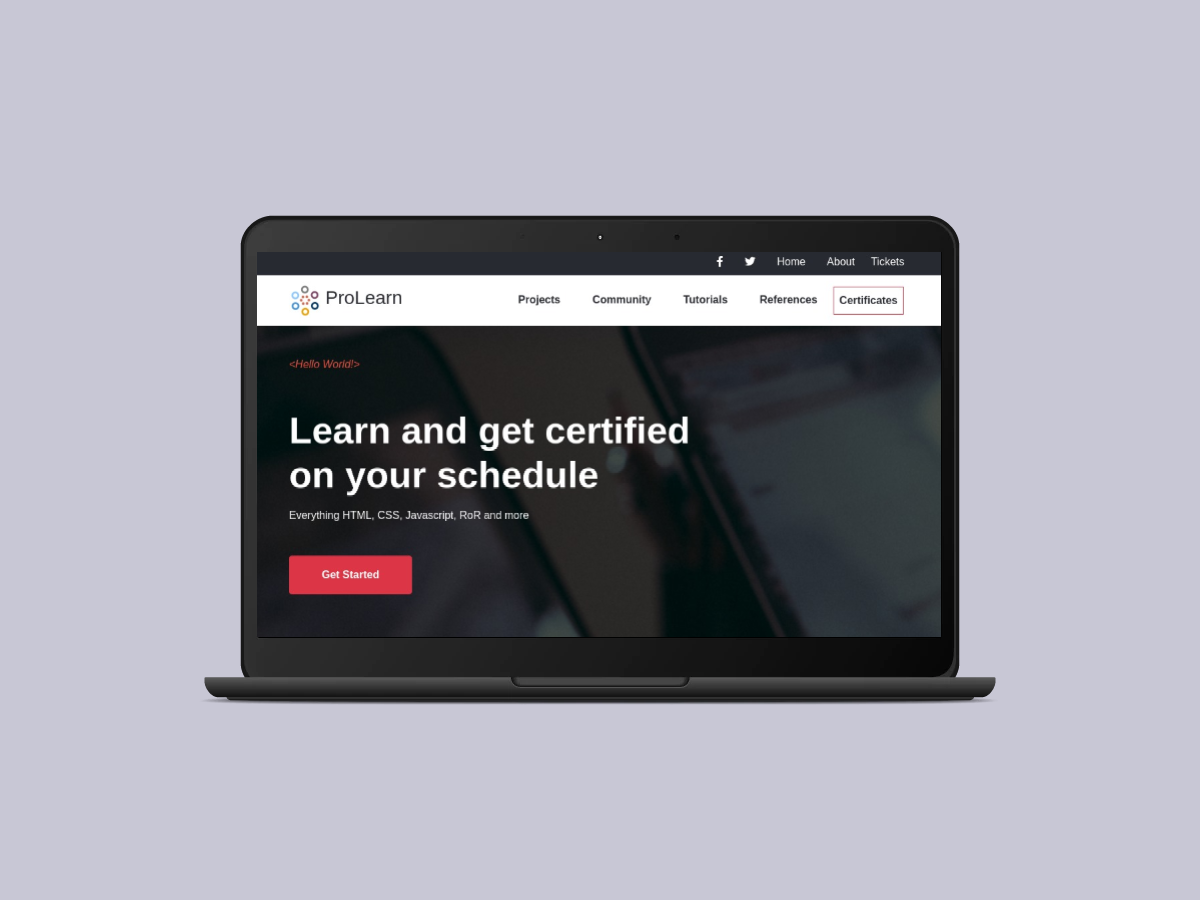 Home About Tickets
ProLearn
Projects Community Tutorials References Certificates
<Hello World!>
Learn and get certified
on your schedule
Everything HTML, CSS, Javascript, RoR and more
Get Started